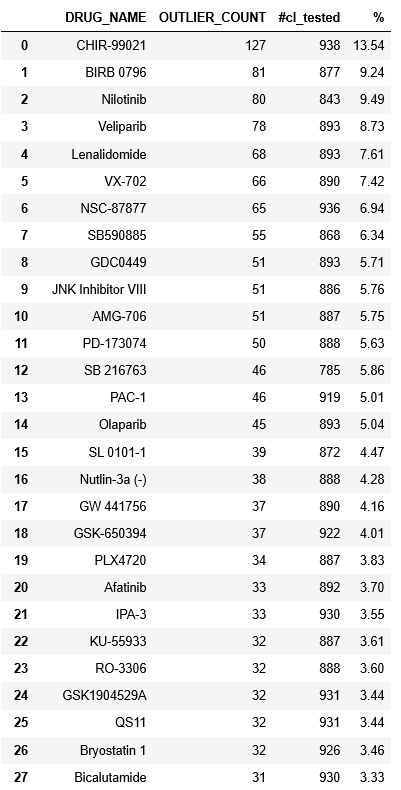 DRUG_NAME OUTLIER_COUNT #cl_tested %
0 CHIR-99021 127 938 13.54
1 BIRB 0796 81 877 9.24
2 Nilotinib 80 843 9.49
3 Veliparib 78 893 8.73
4 Lenalidomide 68 893 7.61
5 VX-702 66 890 7.42
6 NSC-87877 65 936 6.94
7 SB590885 55 868 6.34
8 GDC0449 51 893 5.71
9 JNK Inhibitor VIII 51 886 5.76
10 AMG-706 51 887 5.75
11 PD-173074 50 888 5.63
12 SB 216763 46 785 5.86
13 PAC-1 46 919 5.01
14 Olaparib 45 893 5.04
15 SL 0101-1 39 872 4.47
16 Nutlin-3a (-) 38 888 4.28
17 GW 441756 37 890 4.16
18 GSK-650394 37 922 4.01
19 PLX4720 34 887 3.83
20 Afatinib 33 892 3.70
21 IPA-3 33 930 3.55
22 KU-55933 32 887 3.61
23 RO-3306 32 888 3.60
24 GSK1904529A 32 931 3.44
25 QS11 32 931 3.44
26 Bryostatin 1 32 926 3.46
27 Bicalutamide 31 930 3.33